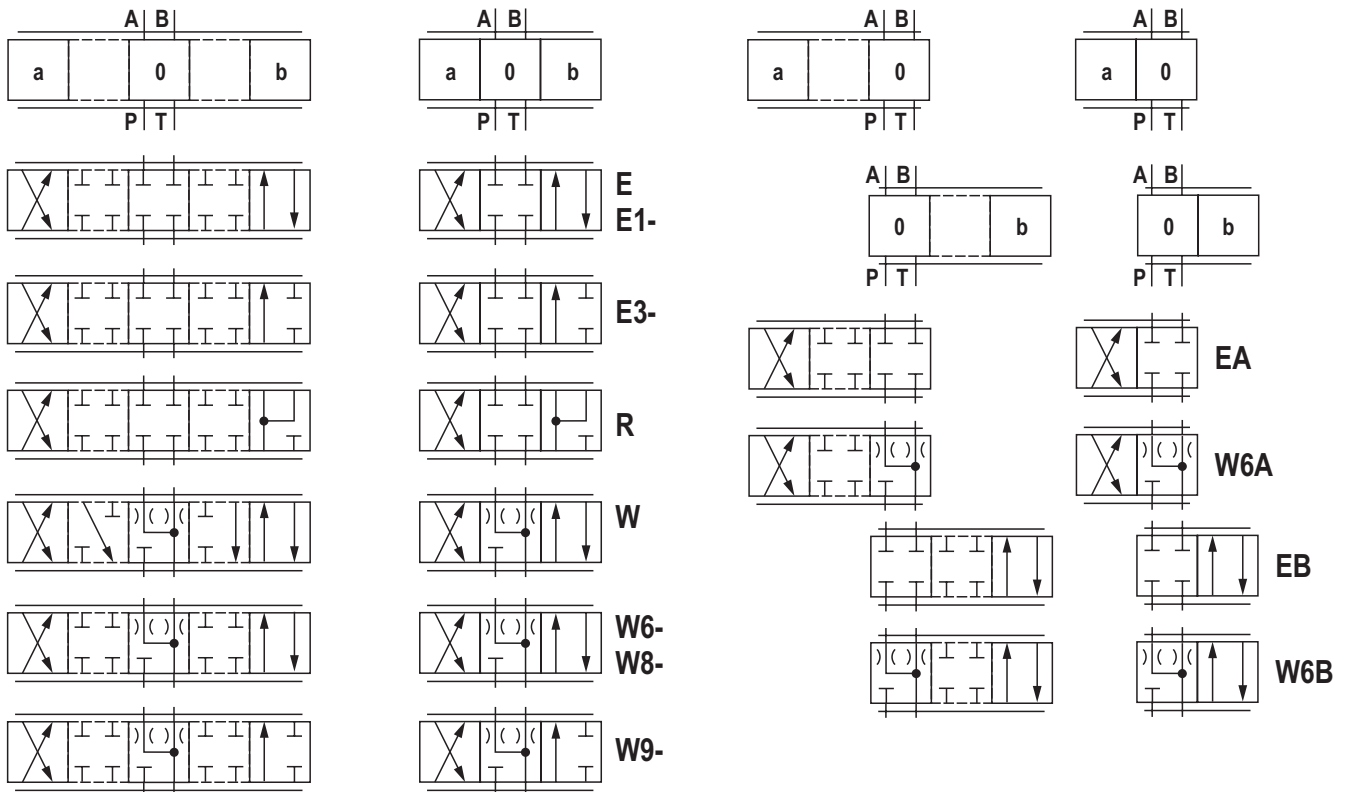 A B
a 0 b
P T
A B
a 0 b
P T
A B
a 0
P T
A B
a 0
P T
E
E1-
E3-
R
W
W6-
W8-
W9-
A B
0 b
P T
A B
0 b
P T
EA
W6A
EB
W6B